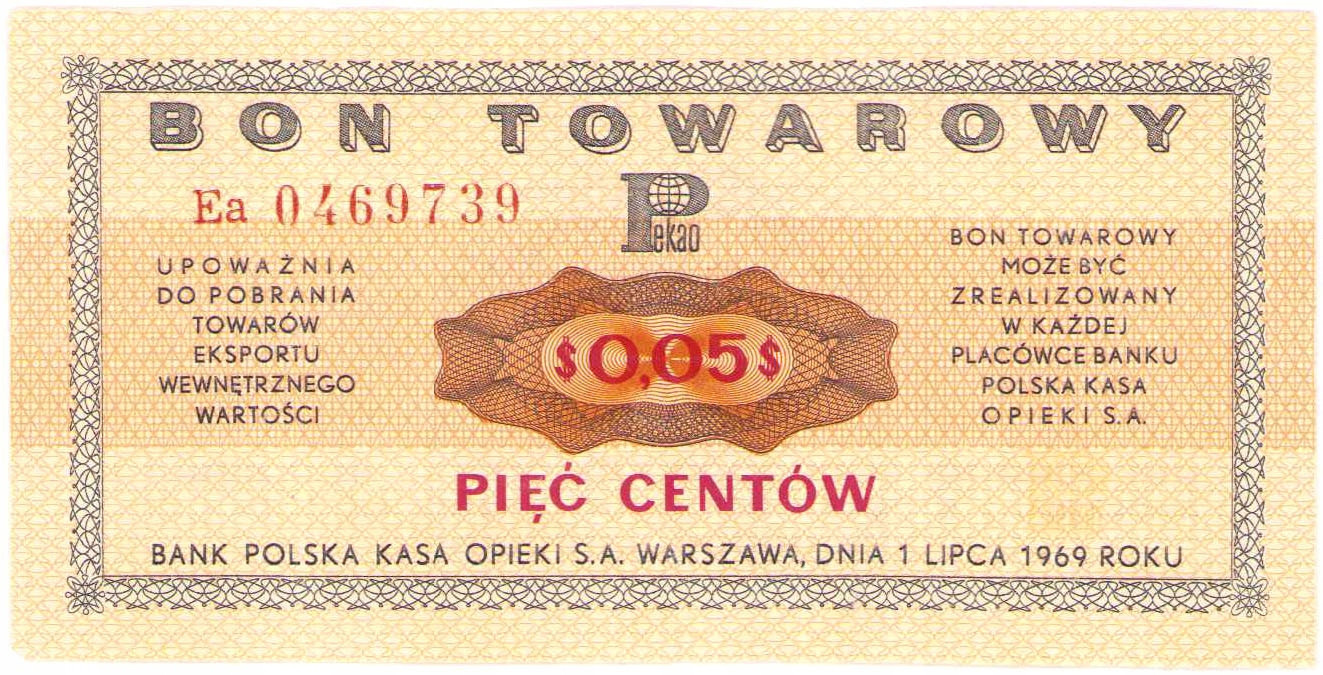 BON TOWAROWY
Ea 0469739
Pekao
UPOWAŻNIA
DO POBRANIA
TOWARÓW
EKSPORTU
WEWNĘTRZNEGO
WARTOŚCI
$0,05$
BON TOWAROWY
MOŻE BYĆ
ZREALIZOWANY
W KAŻDEJ
PLACÓWCE BANKU
POLSKA KASA
OPIEKI S.A.
PIĘĆ CENTÓW
BANK POLSKA KASA OPIEKI S.A. WARSZAWA, DNIA 1 LIPCA 1969 ROKU